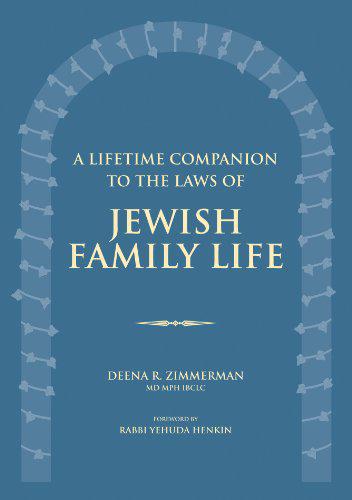 A LIFETIME COMPANION
TO THE LAWS OF
JEWISH
FAMILY LIFE
DEENA R. ZIMMERMAN
MD MPH IBCLC
FOREWORD BY
RABBI YEHUDA HENKIN